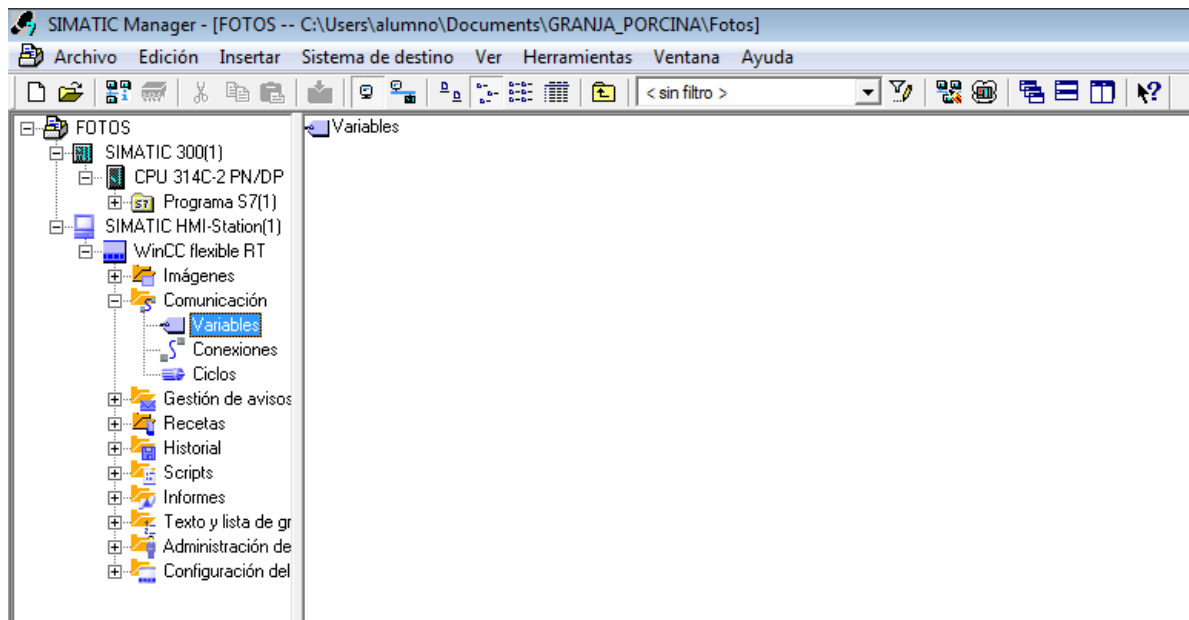 SIMATIC Manager - [FOTOS -- C:\Users\alumno\Documents\GRANJA_PORCINA\Fotos]
Archivo Edición Insertar Sistema de destino Ver Herramientas Ventana Ayuda
< sin filtro >
FOTOS
SIMATIC 300(1)
CPU 314C-2 PN/DP
S7 Programa S7(1)
SIMATIC HMI-Station(1)
WinCC flexible RT
Imágenes
Comunicación
Variables
Conexiones
Ciclos
Gestión de avisos
Recetas
Historial
Scripts
Informes
Texto y lista de gr
Administración de
Configuración del
Variables